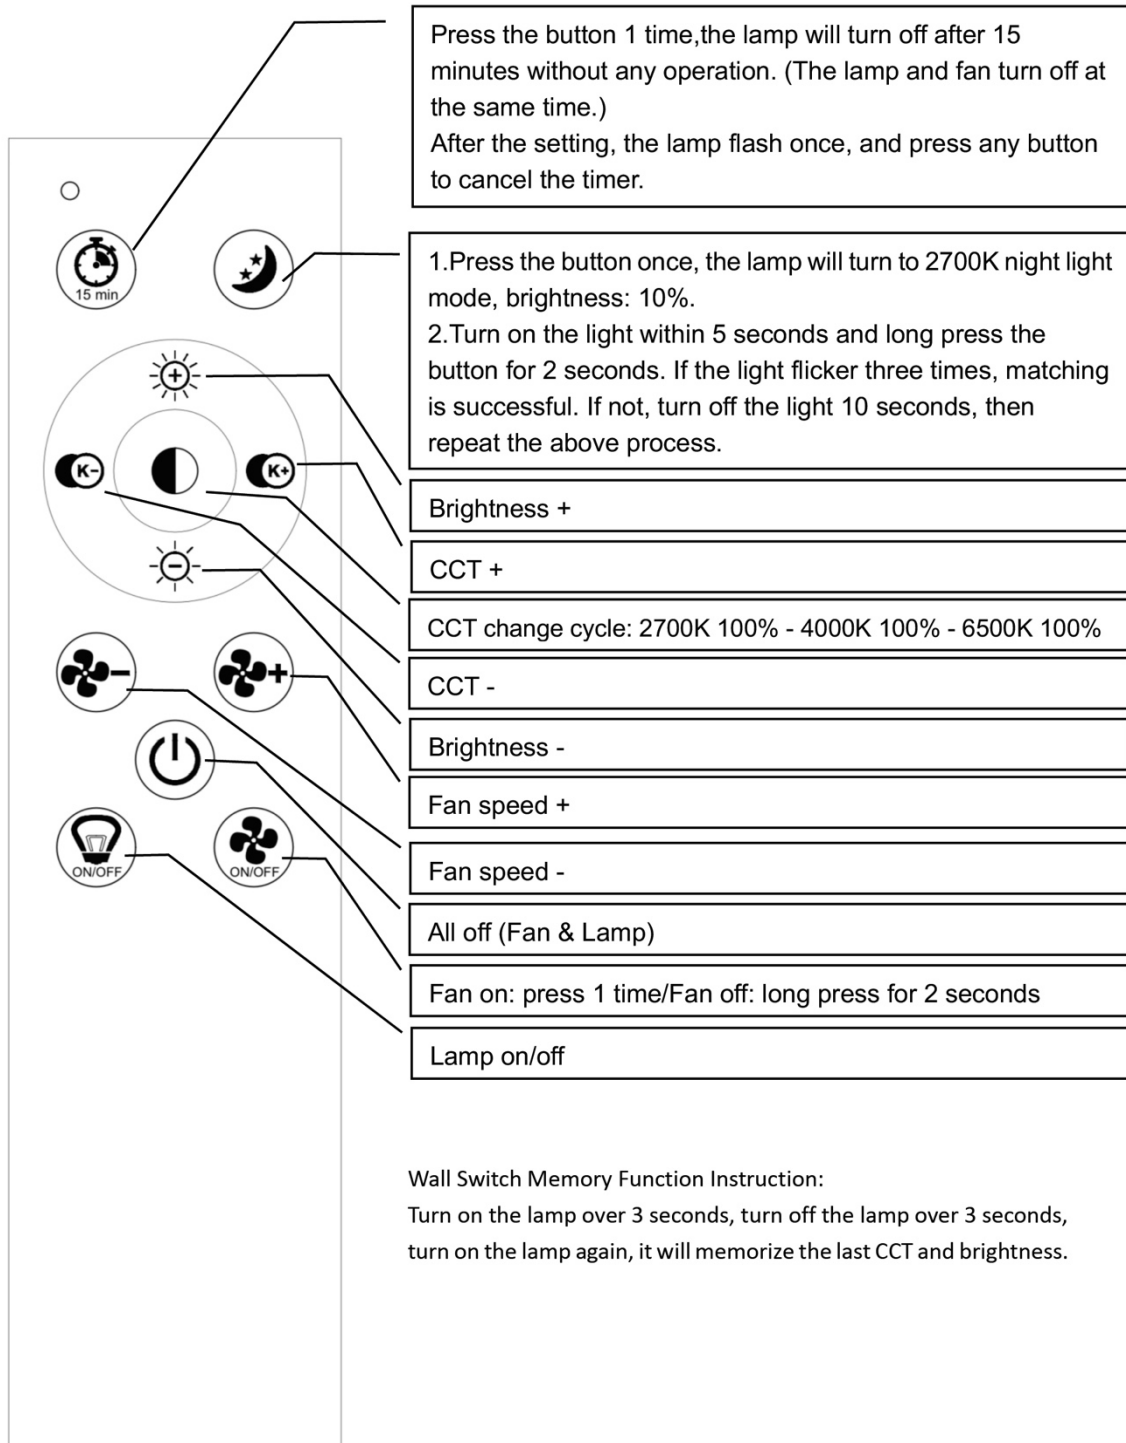 Press the button 1 time,the lamp will turn off after 15
minutes without any operation. (The lamp and fan turn off at
the same time.)
After the setting, the lamp flash once, and press any button
to cancel the timer.
15 min
1.Press the button once, the lamp will turn to 2700K night light
mode, brightness: 10%.
2.Turn on the light within 5 seconds and long press the
button for 2 seconds. If the light flicker three times, matching
is successful. If not, turn off the light 10 seconds, then
repeat the above process.
K-
K+
Brightness +
CCT +
CCT change cycle: 2700K 100% - 4000K 100% - 6500K 100%
CCT -
Brightness -
Fan speed +
Fan speed -
ON/OFF
ON/OFF
All off (Fan & Lamp)
Fan on: press 1 time/Fan off: long press for 2 seconds
Lamp on/off
Wall Switch Memory Function Instruction:
Turn on the lamp over 3 seconds, turn off the lamp over 3 seconds,
turn on the lamp again, it will memorize the last CCT and brightness.